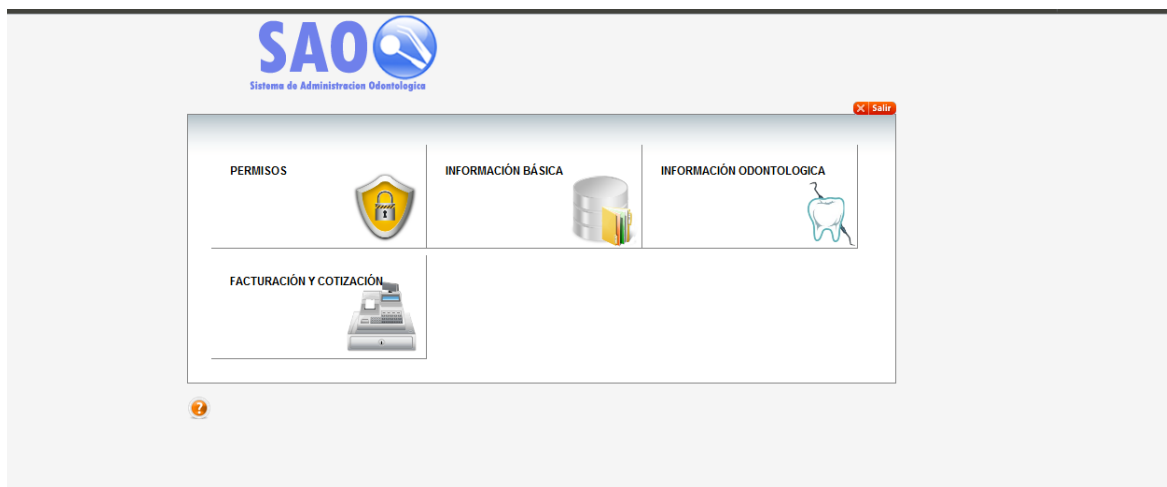 SAO
Sistema de Administracion Odontologica
X Salir
PERMISOS
INFORMACIÓN BÁSICA
INFORMACIÓN ODONTOLOGICA
FACTURACIÓN Y COTIZACIÓN
?